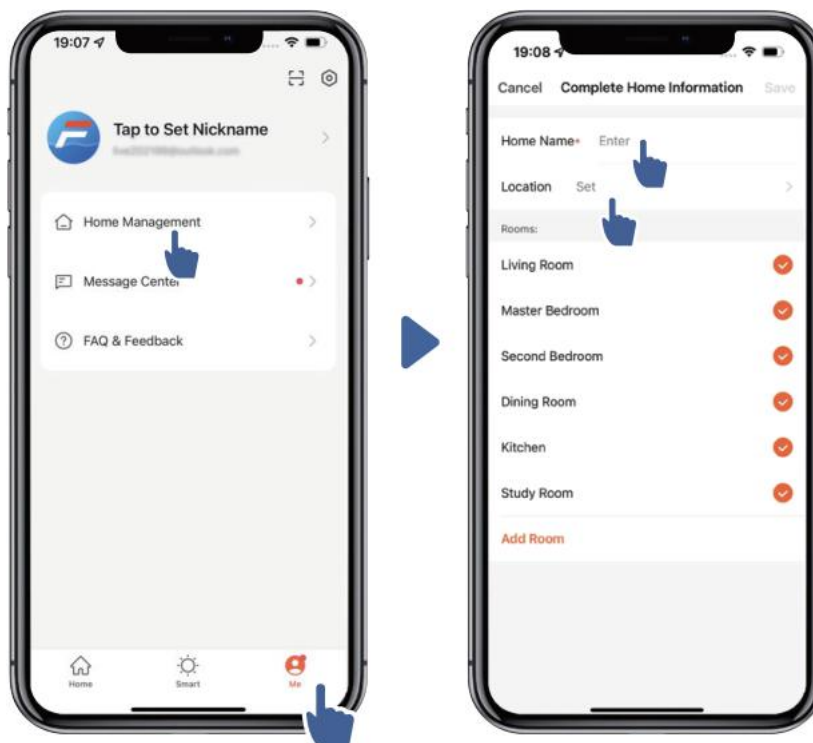 19:07
Tap to Set Nickname
Home Management
Message Center
FAQ & Feedback
Home
Smart
Me
19:08
Cancel Complete Home Information Save
Home Name* Enter
Location Set
Rooms:
Living Room
Master Bedroom
Second Bedroom
Dining Room
Kitchen
Study Room
Add Room